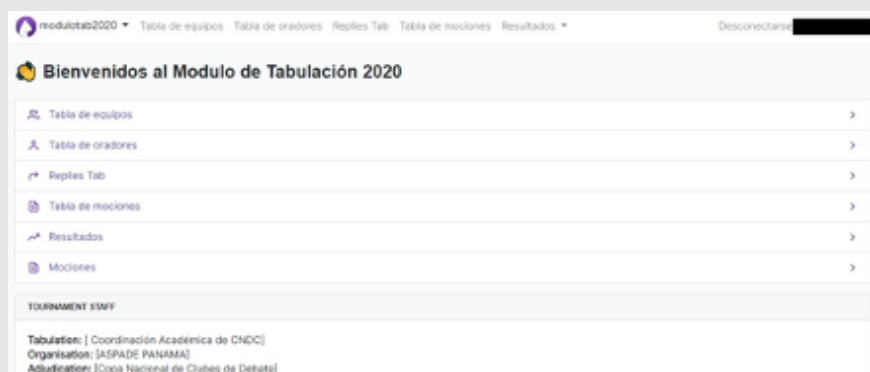 modulotab2020 Tabla de equipos Tabla de oradores Replies Tab Tabla de mociones Resultados Desconectarse
Bienvenidos al Modulo de Tabulación 2020
Tabla de equipos
Tabla de oradores
Replies Tab
Tabla de mociones
Resultados
Mociones
TOURNAMENT STAFF
Tabulation: [ Coordinación Académica de CNDC]
Organisation: [ASPADE PANAMA]
Adjudication: [Copa Nacional de Clubes de Debate]